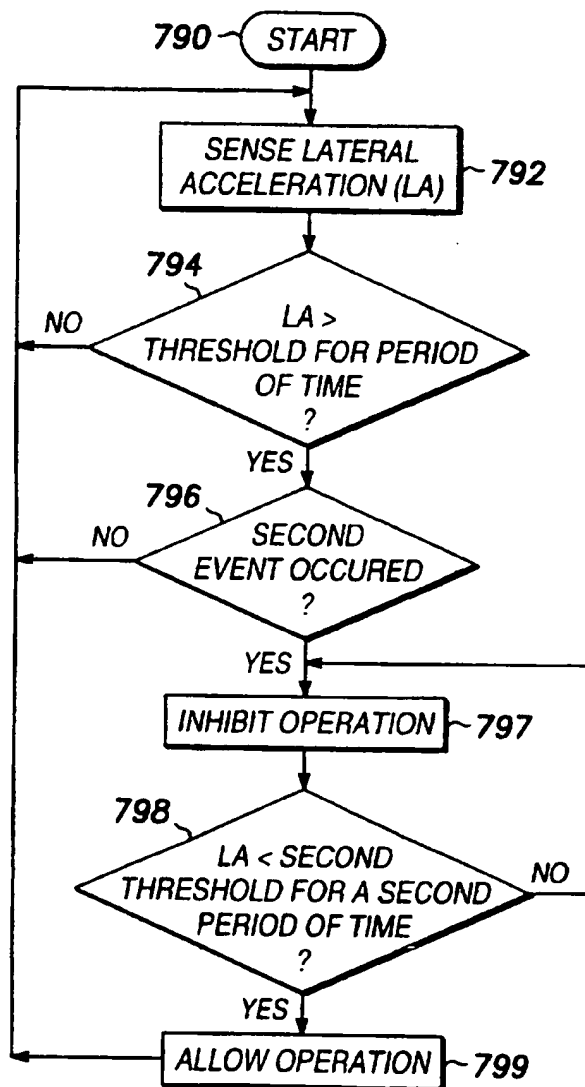 790 START
SENSE LATERAL
ACCELERATION (LA) 792
794
NO
LA >
THRESHOLD FOR PERIOD
OF TIME
?
YES
796
NO
SECOND
EVENT OCCURED
?
YES
INHIBIT OPERATION 797
798
LA < SECOND
THRESHOLD FOR A SECOND
PERIOD OF TIME
?
NO
YES
ALLOW OPERATION 799